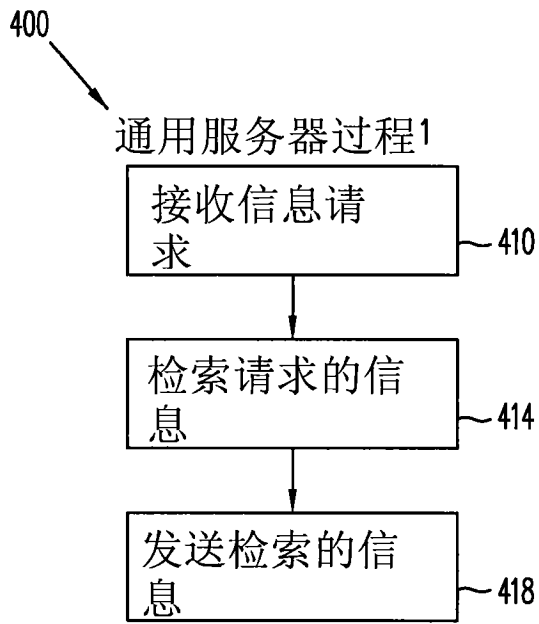 400
通用服务器过程1
接收信息请
求
410
检索请求的信
息
414
发送检索的信
息
418